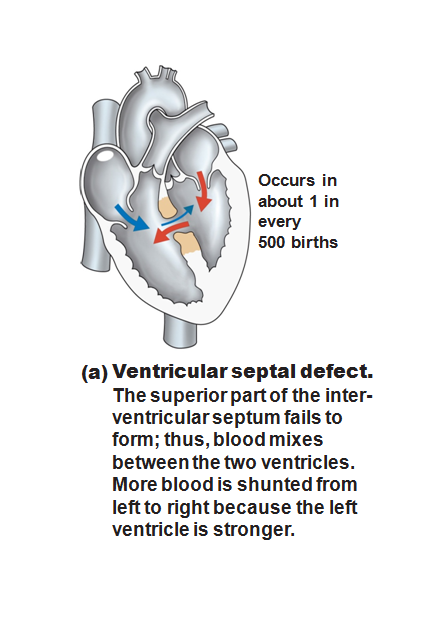 Occurs in
about 1 in
every
500 births
(a) Ventricular septal defect.
The superior part of the inter-
ventricular septum fails to
form; thus, blood mixes
between the two ventricles.
More blood is shunted from
left to right because the left
ventricle is stronger.